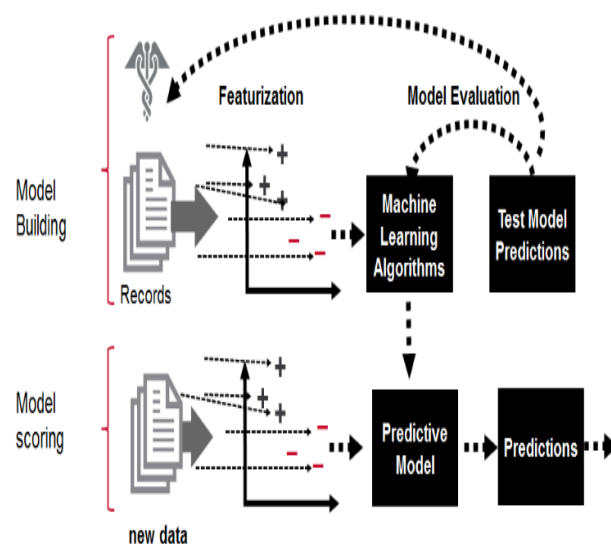 Featurization
Model Evaluation
Model
Building
Records
Machine
Learning
Algorithms
Test Model
Predictions
Model
scoring
new data
Predictive
Model
Predictions